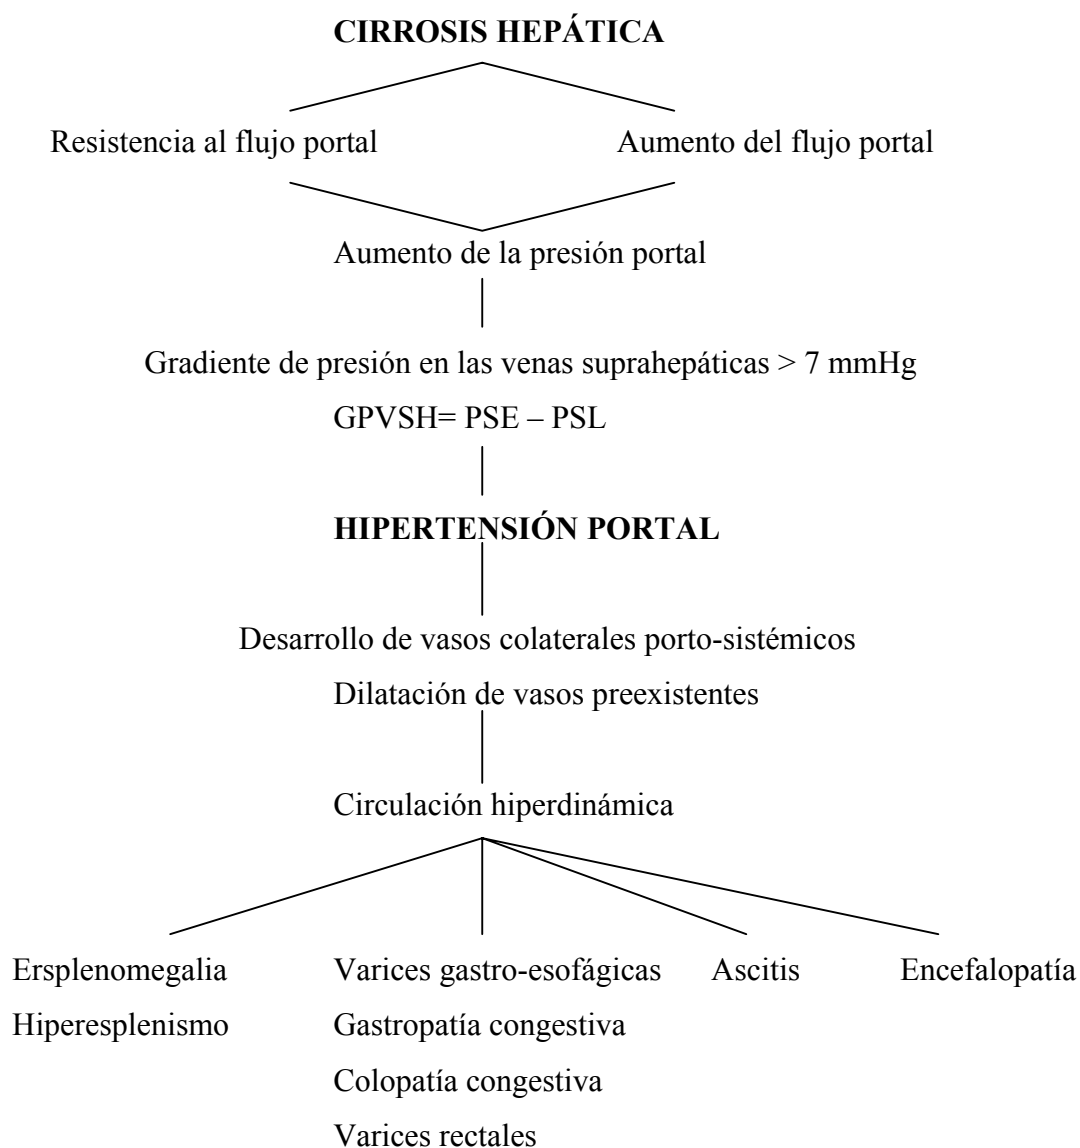 CIRROSIS HEPÁTICA
Resistencia al flujo portal Aumento del flujo portal
Aumento de la presión portal
Gradiente de presión en las venas suprahepáticas > 7 mmHg
GPVSH= PSE – PSL
HIPERTENSIÓN PORTAL
Desarrollo de vasos colaterales porto-sistémicos
Dilatación de vasos preexistentes
Circulación hiperdinámica
Ersplenomegalia Varices gastro-esofágicas Ascitis Encefalopatía
Hiperesplenismo Gastropatía congestiva
Colopatía congestiva
Varices rectales